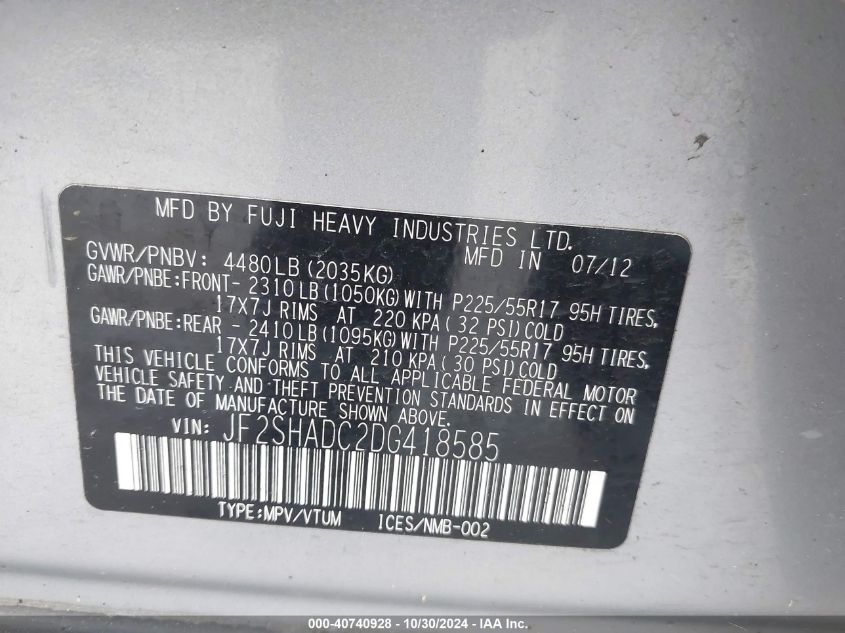 MFD BY FUJI HEAVY INDUSTRIES LTD.
MFD IN 07/12
GVWR/PNBV: 4480LB(2035KG)
GAWR/PNBE:FRONT- 2310LB(1050KG)WITH P225/55R17 95H TIRES,
17X7J RIMS AT 220 KPA( 32 PSI)COLD
GAWR/PNBE:REAR - 2410LB(1095KG)WITH P225/55R17 95H TIRES,
17X7J RIMS AT 210 KPA( 30 PSI)COLD
THIS VEHICLE CONFORMS TO ALL APPLICABLE FEDERAL MOTOR
VEHICLE SAFETY AND THEFT PREVENTION STANDARDS IN EFFECT ON
THE DATE OF MANUFACTURE SHOWN ABOVE.
VIN: JF2SHADC2DG418585
TYPE:MPV/VTUM ICES/NMB-002
000-40740928 - 10/30/2024 - IAA Inc.